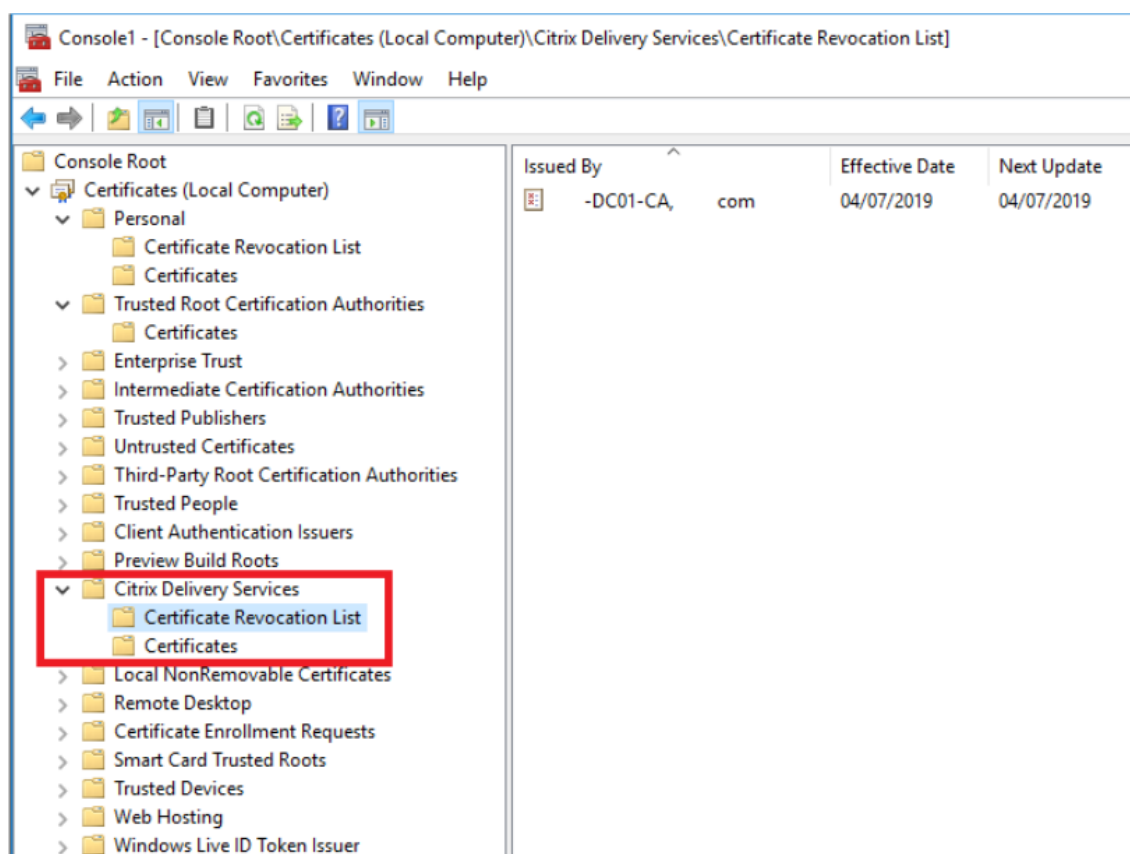 Console1 - [Console Root\Certificates (Local Computer)\Citrix Delivery Services\Certificate Revocation List]
File Action View Favorites Window Help
Console Root
Certificates (Local Computer)
Personal
Certificate Revocation List
Certificates
Trusted Root Certification Authorities
Certificates
Enterprise Trust
Intermediate Certification Authorities
Trusted Publishers
Untrusted Certificates
Third-Party Root Certification Authorities
Trusted People
Client Authentication Issuers
Preview Build Roots
Citrix Delivery Services
Certificate Revocation List
Certificates
Local NonRemovable Certificates
Remote Desktop
Certificate Enrollment Requests
Smart Card Trusted Roots
Trusted Devices
Web Hosting
Windows Live ID Token Issuer
Issued By Effective Date Next Update
-DC01-CA, com 04/07/2019 04/07/2019